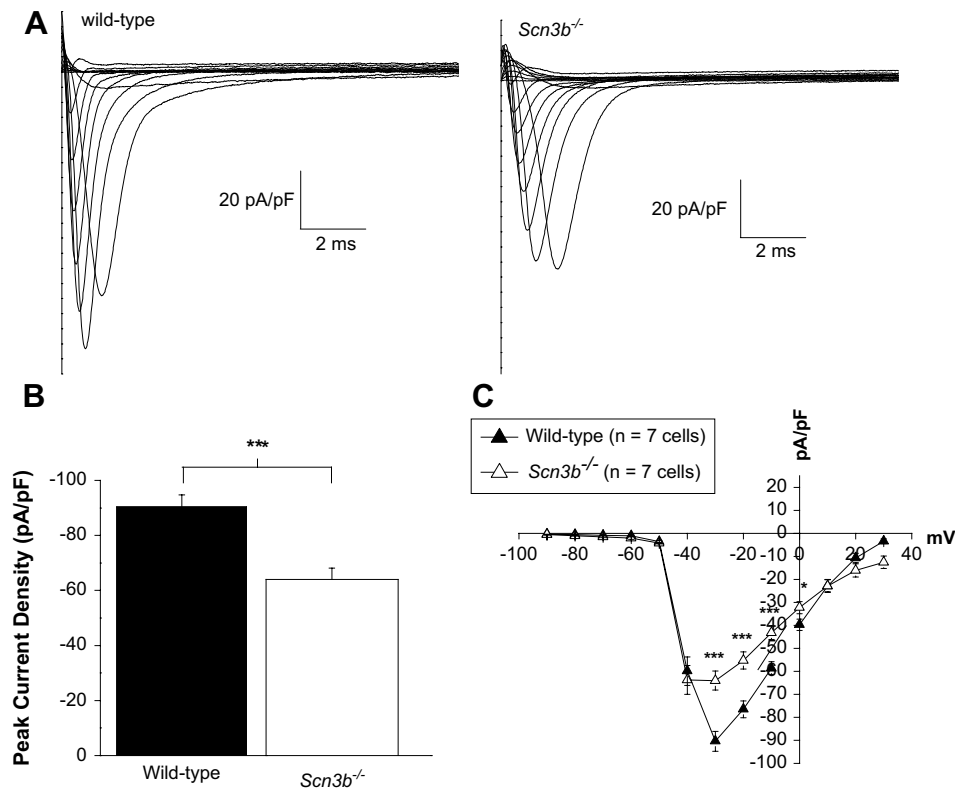 A
wild-type
Scn3b-/-
20 pA/pF
2 ms
20 pA/pF
2 ms
B
***
Peak Current Density (pA/pF)
-100
-80
-60
-40
-20
0
Wild-type
Scn3b-/-
C
Wild-type (n = 7 cells)
Scn3b-/- (n = 7 cells)
pA/pF
20
10
0
-10
-20
-30
-40
-50
-60
-70
-80
-90
-100
-100 -80 -60 -40 -20 0 20 40
mV
*** *** *** *